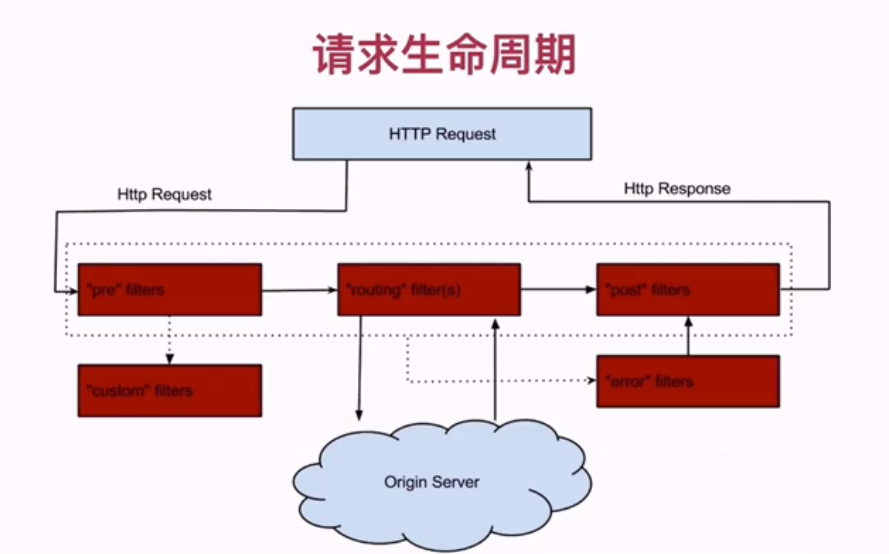 请求生命周期
HTTP Request
Http Request
Http Response
"pre" filters
"routing" filter(s)
"post" filters
"custom" filters
"error" filters
Origin Server